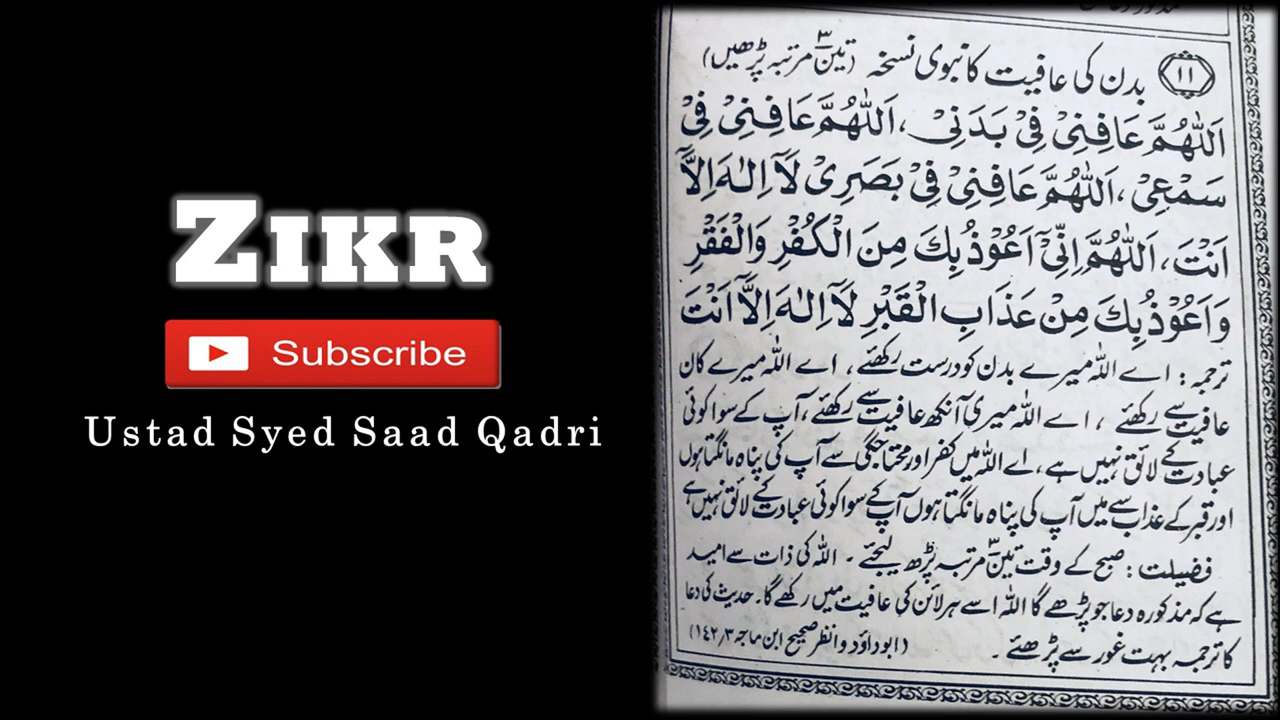 ZIKR
Subscribe
Ustad Syed Saad Qadri
۱۱ بدن کی عافیت کا نبوی نسخہ (تین۳ مرتبہ پڑھیں)
اَللّٰهُمَّ عَافِنِیْ فِیْ بَدَنِیْ، اَللّٰهُمَّ عَافِنِیْ فِیْ
سَمْعِیْ، اَللّٰهُمَّ عَافِنِیْ فِیْ بَصَرِیْ لَآ اِلٰهَ اِلَّآ
اَنْتَ، اَللّٰهُمَّ اِنِّیْٓ اَعُوْذُ بِكَ مِنَ الْكُفْرِ وَالْفَقْرِ
وَاَعُوْذُ بِكَ مِنْ عَذَابِ الْقَبْرِ لَآ اِلٰهَ اِلَّآ اَنْتَ
ترجمہ: اے اللہ میرے بدن کو درست رکھئے، اے اللہ میرے کان
عافیت سے رکھئے، اے اللہ میری آنکھ عافیت سے رکھئے، آپ کے سوا کوئی
عبادت کے لائق نہیں ہے، اے اللہ میں کفر اور محتاجگی سے آپ کی پناہ مانگتا ہوں
اور قبر کے عذاب سے میں آپ کی پناہ مانگتا ہوں آپ کے سوا کوئی عبادت کے لائق نہیں ہے
فضیلت: صبح کے وقت تین۳ مرتبہ پڑھ لیجئے۔ اللہ کی ذات سے امید
ہے کہ مذکورہ دعا جو پڑھے گا اللہ اسے ہر لائن کی عافیت میں رکھے گا۔ حدیث کی دعا
کا ترجمہ بہت غور سے پڑھئے۔ (ابوداؤد وانظر صحیح ابن ماجہ ۱۴۲/۳)